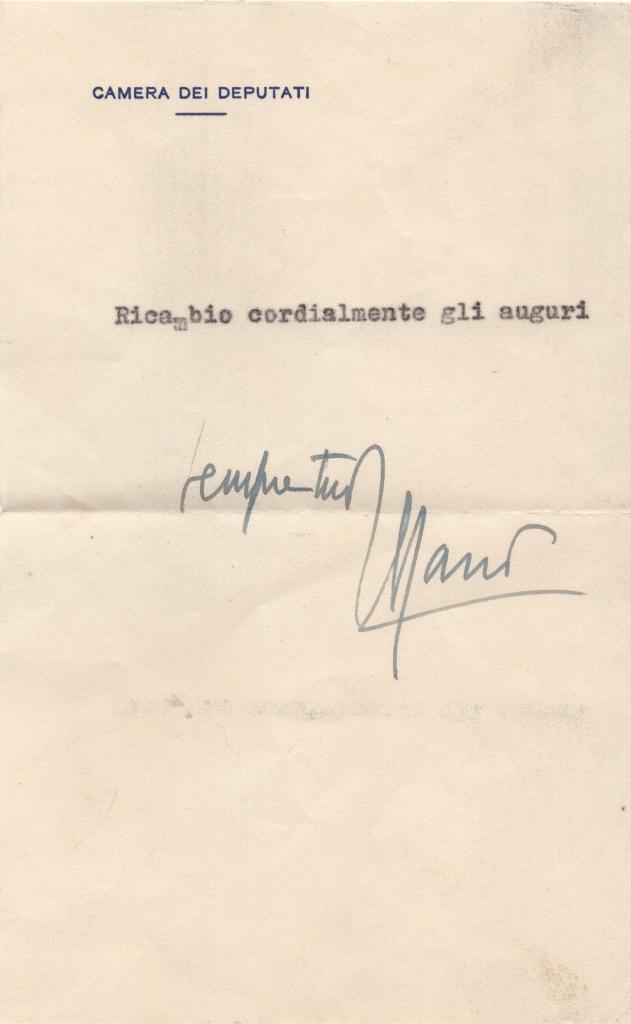 CAMERA DEI DEPUTATI
Ricambio cordialmente gli auguri
sempre tuo